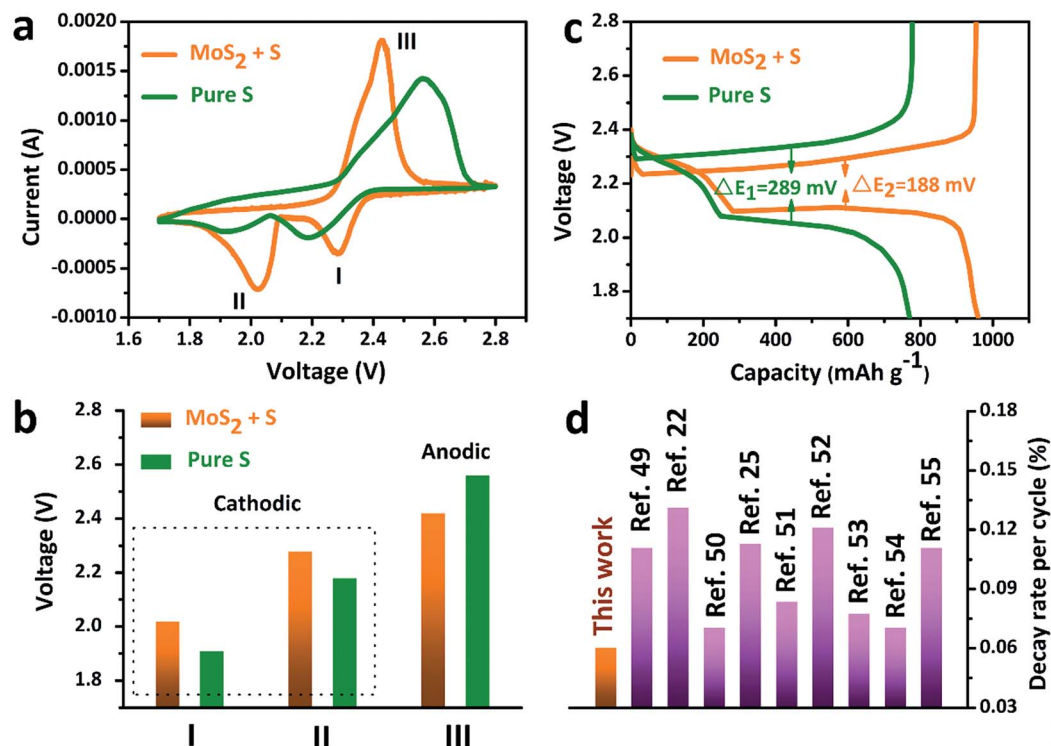 a
0.0020
0.0015
0.0010
0.0005
0.0000
-0.0005
-0.0010
Current (A)
MoS2 + S
Pure S
III
II
I
1.6 1.8 2.0 2.2 2.4 2.6 2.8
Voltage (V)
c
2.8
2.6
2.4
2.2
2.0
1.8
Voltage (V)
MoS2 + S
Pure S
△E1=289 mV
△E2=188 mV
0 200 400 600 800 1000
Capacity (mAh g-1)
b
2.8
2.6
2.4
2.2
2.0
1.8
Voltage (V)
MoS2 + S
Pure S
Cathodic
Anodic
I II III
d
This work
Ref. 49
Ref. 22
Ref. 50
Ref. 25
Ref. 51
Ref. 52
Ref. 53
Ref. 54
Ref. 55
0.18
0.15
0.12
0.09
0.06
0.03
Decay rate per cycle (%)